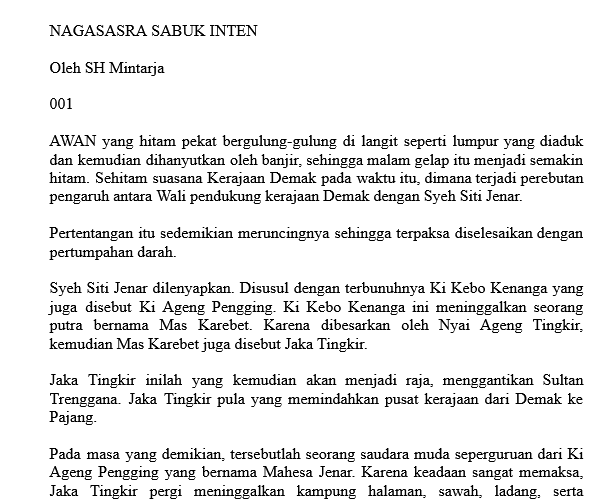 NAGASASRA SABUK INTEN
Oleh SH Mintarja
001
AWAN yang hitam pekat bergulung-gulung di langit seperti lumpur yang diaduk
dan kemudian dihanyutkan oleh banjir, sehingga malam gelap itu menjadi semakin
hitam. Sehitam suasana Kerajaan Demak pada waktu itu, dimana terjadi perebutan
pengaruh antara Wali pendukung kerajaan Demak dengan Syeh Siti Jenar.
Pertentangan itu sedemikian meruncingnya sehingga terpaksa diselesaikan dengan
pertumpahan darah.
Syeh Siti Jenar dilenyapkan. Disusul dengan terbunuhnya Ki Kebo Kenanga yang
juga disebut Ki Ageng Pengging. Ki Kebo Kenanga ini meninggalkan seorang
putra bernama Mas Karebet. Karena dibesarkan oleh Nyai Ageng Tingkir,
kemudian Mas Karebet juga disebut Jaka Tingkir.
Jaka Tingkir inilah yang kemudian akan menjadi raja, menggantikan Sultan
Trenggana. Jaka Tingkir pula yang memindahkan pusat kerajaan dari Demak ke
Pajang.
Pada masa yang demikian, tersebutlah seorang saudara muda seperguruan dari Ki
Ageng Pengging yang bernama Mahesa Jenar. Karena keadaan sangat memaksa,
Jaka Tingkir pergi meninggalkan kampung halaman, sawah, ladang, serta